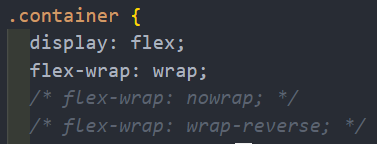 .container {
display: flex;
flex-wrap: wrap;
/* flex-wrap: nowrap; */
/* flex-wrap: wrap-reverse; */